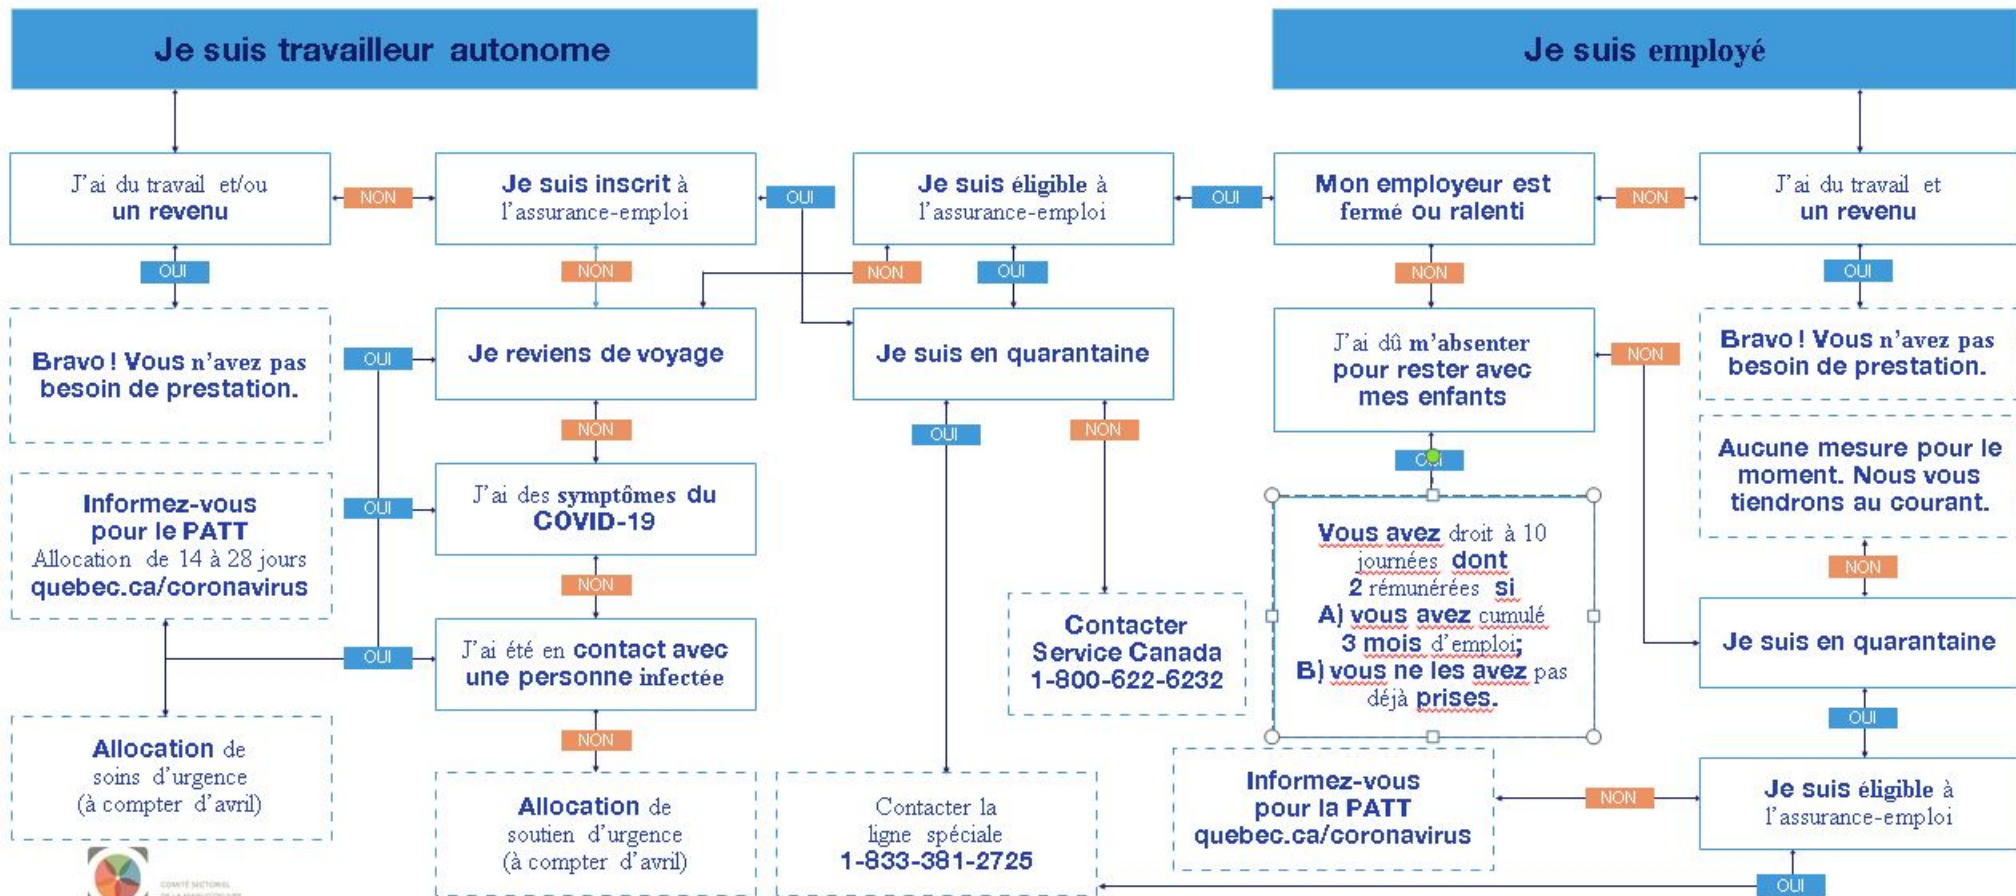 Je suis travailleur autonome
Je suis employé
J'ai du travail et/ou
un revenu
NON
Je suis inscrit à
l'assurance-emploi
OUI
Je suis éligible à
l'assurance-emploi
OUI
Mon employeur est
fermé ou ralenti
NON
J'ai du travail et
un revenu
OUI
NON
NON
OUI
NON
OUI
Bravo ! Vous n'avez pas
besoin de prestation.
OUI
Je reviens de voyage
Je suis en quarantaine
J'ai dû m'absenter
pour rester avec
mes enfants
NON
Bravo ! Vous n'avez pas
besoin de prestation.
NON
OUI
NON
OUI
Aucune mesure pour le
moment. Nous vous
tiendrons au courant.
Informez-vous
pour le PATT
Allocation de 14 à 28 jours
quebec.ca/coronavirus
OUI
J'ai des symptômes du
COVID-19
Vous avez droit à 10
journées dont
2 rémunérées si
A) vous avez cumulé
3 mois d'emploi;
B) vous ne les avez pas
déjà prises.
NON
NON
OUI
J'ai été en contact avec
une personne infectée
Contacter
Service Canada
1-800-622-6232
Je suis en quarantaine
OUI
NON
Allocation de
soins d'urgence
(à compter d'avril)
Allocation de
soutien d'urgence
(à compter d'avril)
Contacter la
ligne spéciale
1-833-381-2725
Informez-vous
pour la PATT
quebec.ca/coronavirus
NON
Je suis éligible à
l'assurance-emploi
OUI
COMITÉ SECTORIEL